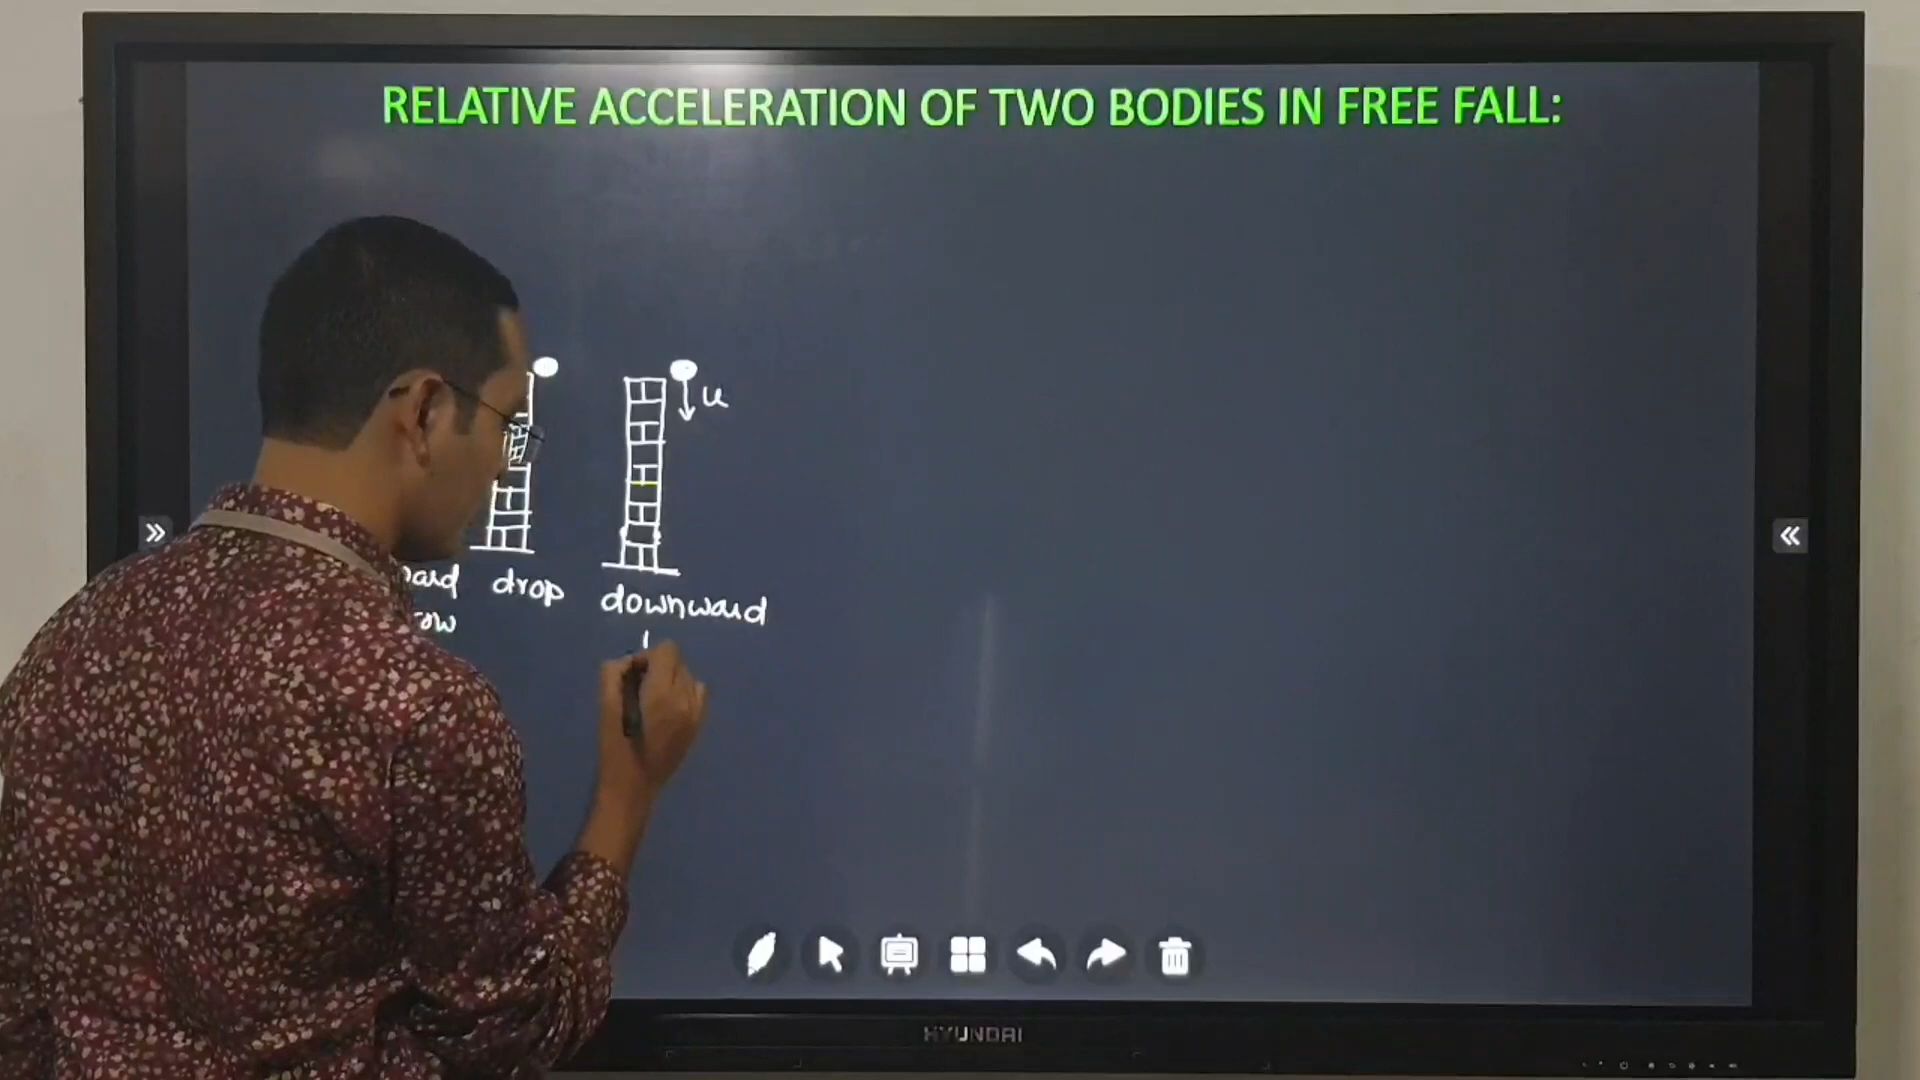 RELATIVE ACCELERATION OF TWO BODIES IN FREE FALL:
u
drop
downward
HYUNDAI